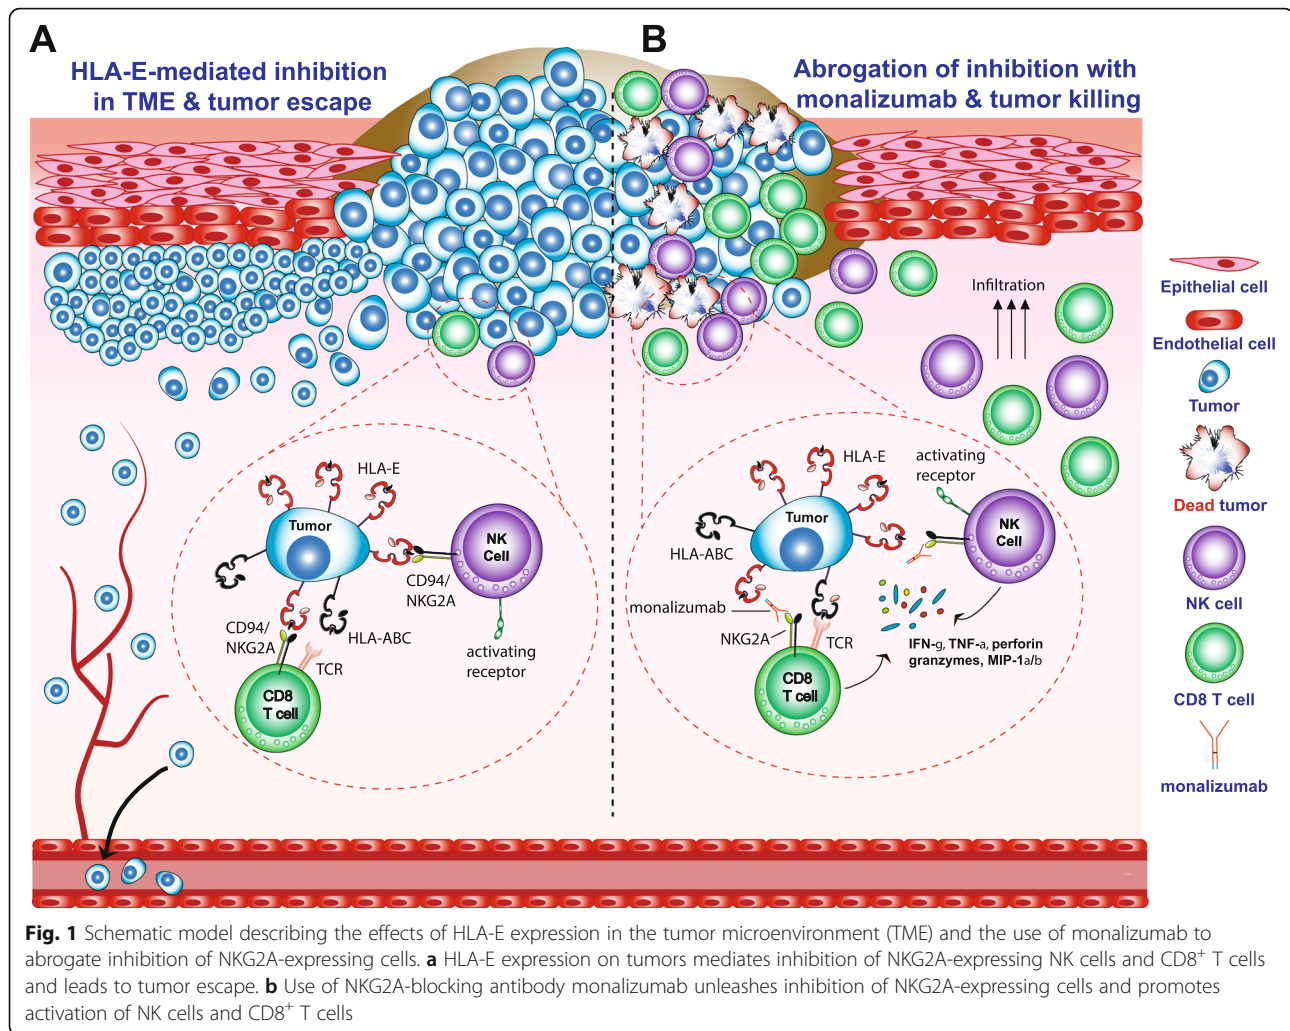 A
HLA-E-mediated inhibition
in TME & tumor escape
B
Abrogation of inhibition with
monalizumab & tumor killing
Infiltration
Epithelial cell
Endothelial cell
Tumor
Dead tumor
NK cell
CD8 T cell
monalizumab
HLA-E
Tumor
NK
Cell
CD94/
NKG2A
HLA-ABC
CD94/
NKG2A
TCR
activating
receptor
CD8
T cell
HLA-E
activating
receptor
Tumor
NK
Cell
HLA-ABC
monalizumab
NKG2A
TCR
IFN-g, TNF-a, perforin
granzymes, MIP-1a/b
CD8
T cell
Fig. 1 Schematic model describing the effects of HLA-E expression in the tumor microenvironment (TME) and the use of monalizumab to
abrogate inhibition of NKG2A-expressing cells. a HLA-E expression on tumors mediates inhibition of NKG2A-expressing NK cells and CD8+ T cells
and leads to tumor escape. b Use of NKG2A-blocking antibody monalizumab unleashes inhibition of NKG2A-expressing cells and promotes
activation of NK cells and CD8+ T cells